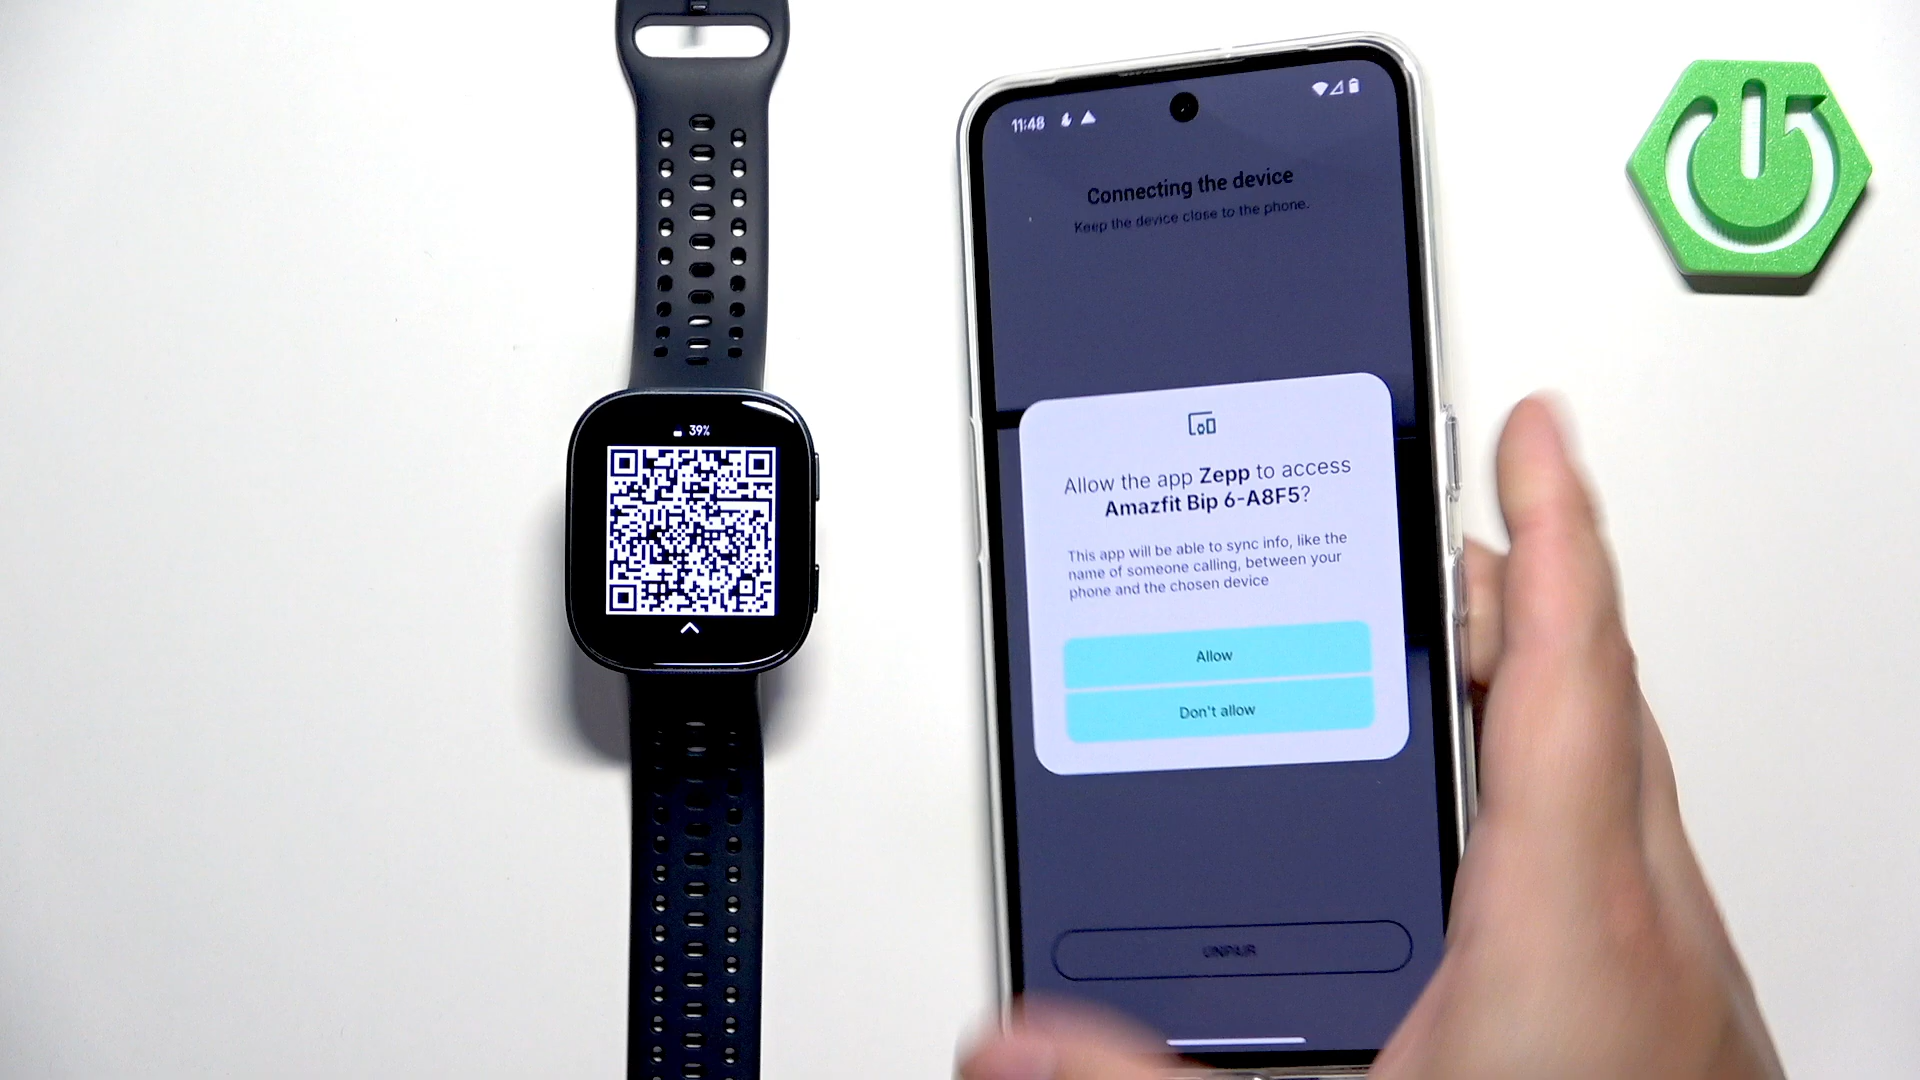 39%
11:48
Connecting the device
Keep the device close to the phone.
Allow the app Zepp to access
Amazfit Bip 6-A8F5?
This app will be able to sync info, like the
name of someone calling, between your
phone and the chosen device
Allow
Don't allow
UNPAIR